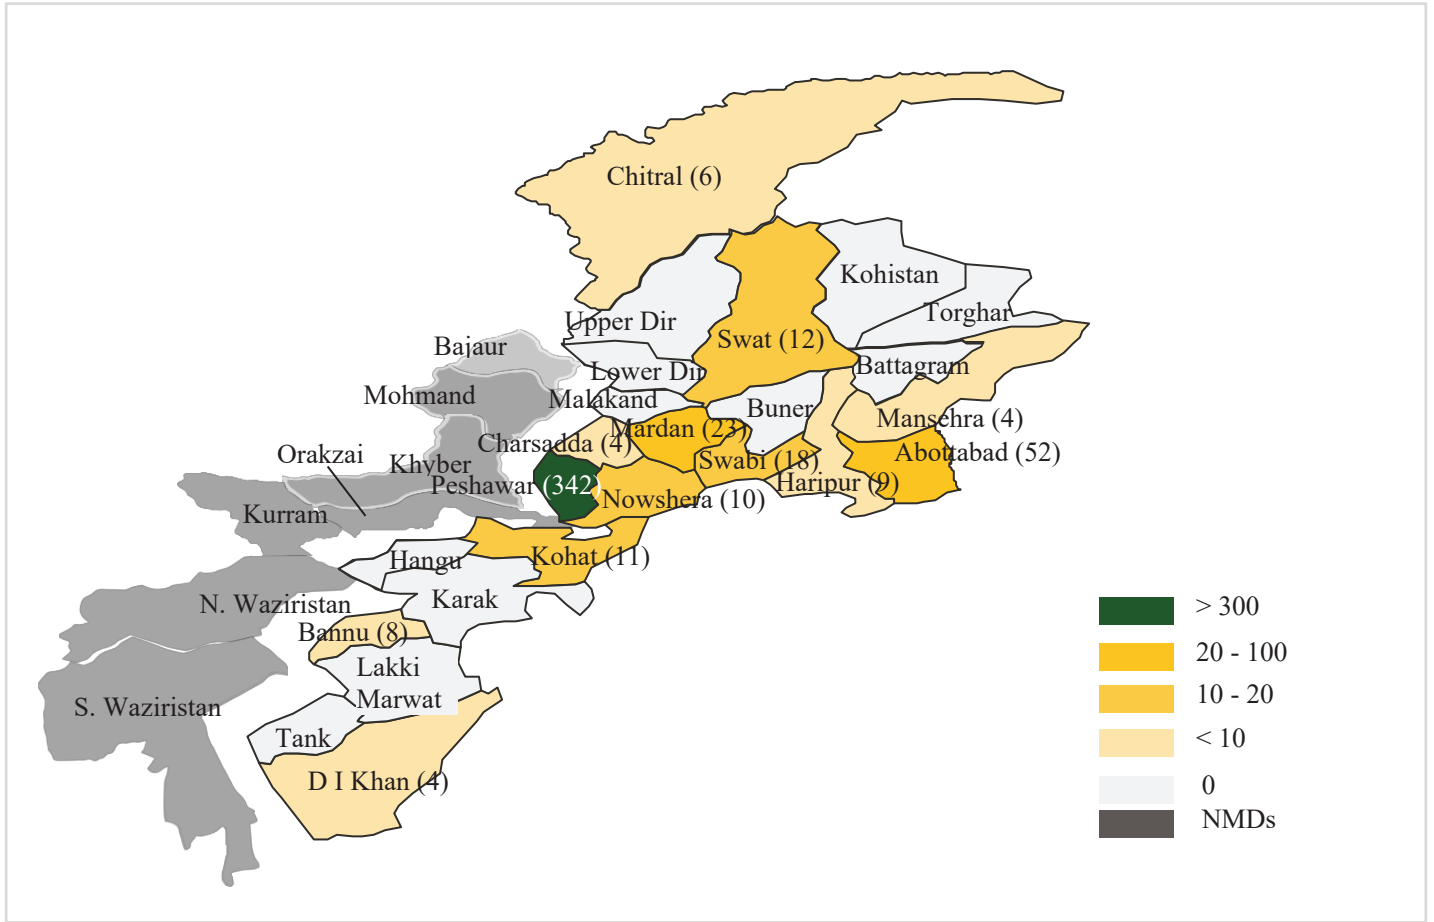 Chitral (6)
Kohistan
Torghar
Upper Dir
Swat (12)
Bajaur
Lower Dir
Battagram
Mohmand
Malakand
Buner
Mansehra (4)
Mardan (23)
Charsadda (4)
Orakzai
Khyber
Swabi (18)
Abottabad (52)
Peshawar (342)
Haripur (9)
Nowshera (10)
Kurram
Hangu
Kohat (11)
N. Waziristan
Karak
Bannu (8)
Lakki
Marwat
S. Waziristan
Tank
D I Khan (4)
> 300
20 - 100
10 - 20
< 10
0
NMDs